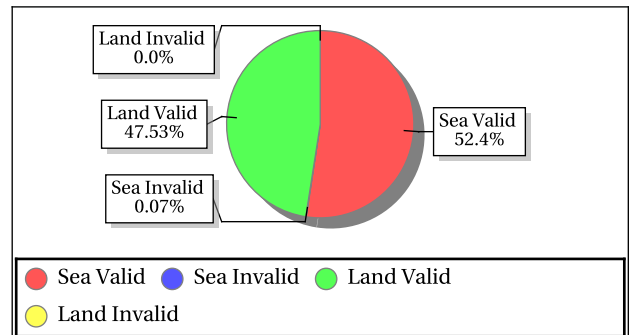 Land Invalid
0.0%
Land Valid
47.53%
Sea Valid
52.4%
Sea Invalid
0.07%
Sea Valid Sea Invalid Land Valid
Land Invalid